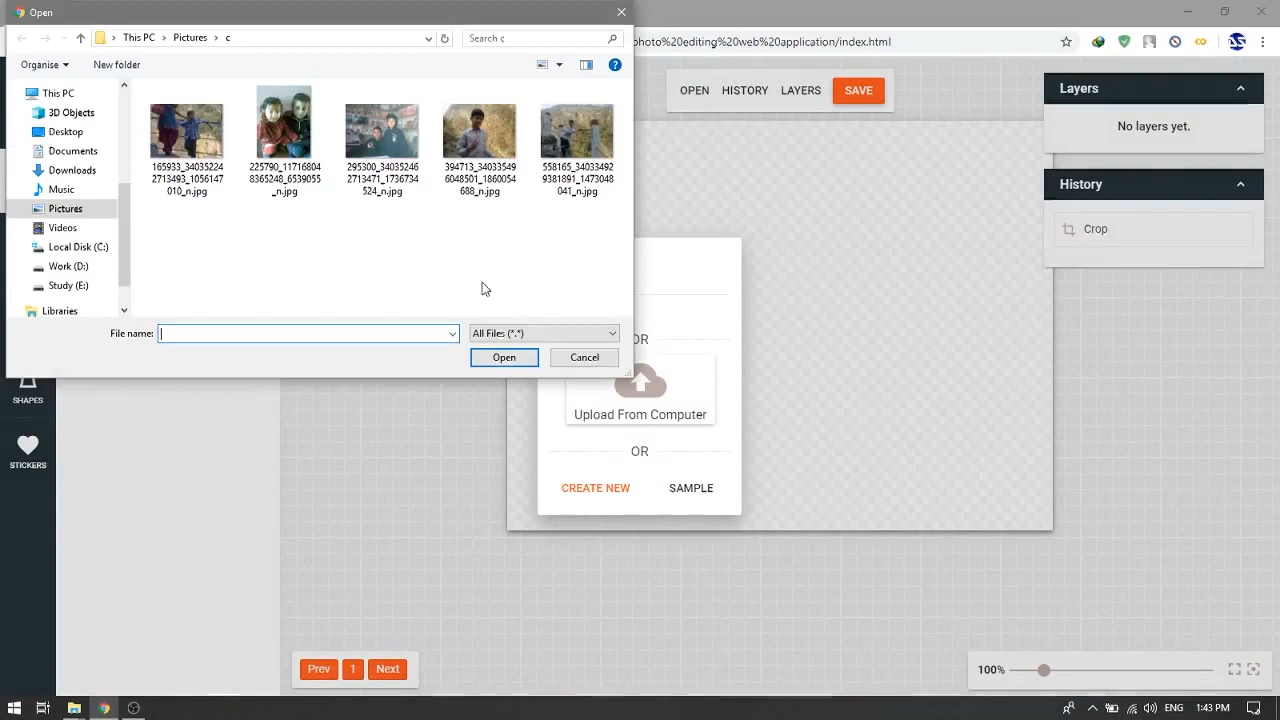 Open
This PC
Pictures
c
Search c
photo%20editing%20web%20application/index.html
Organise
New folder
OPEN
HISTORY
LAYERS
SAVE
Layers
No layers yet.
History
Crop
This PC
3D Objects
Desktop
Documents
Downloads
Music
Pictures
Videos
Local Disk (C:)
Work (D:)
Study (E:)
Libraries
165933_34035224
2713493_1056147
010_n.jpg
225790_11716804
8365248_6539055
_n.jpg
295300_34035246
2713471_1736734
524_n.jpg
394713_34033549
6048501_1860054
688_n.jpg
558165_34033492
9381891_1473048
041_n.jpg
File name:
All Files (*.*)
Open
Cancel
OR
Upload From Computer
OR
CREATE NEW
SAMPLE
SHAPES
STICKERS
Prev
1
Next
100%
ENG
1:43 PM